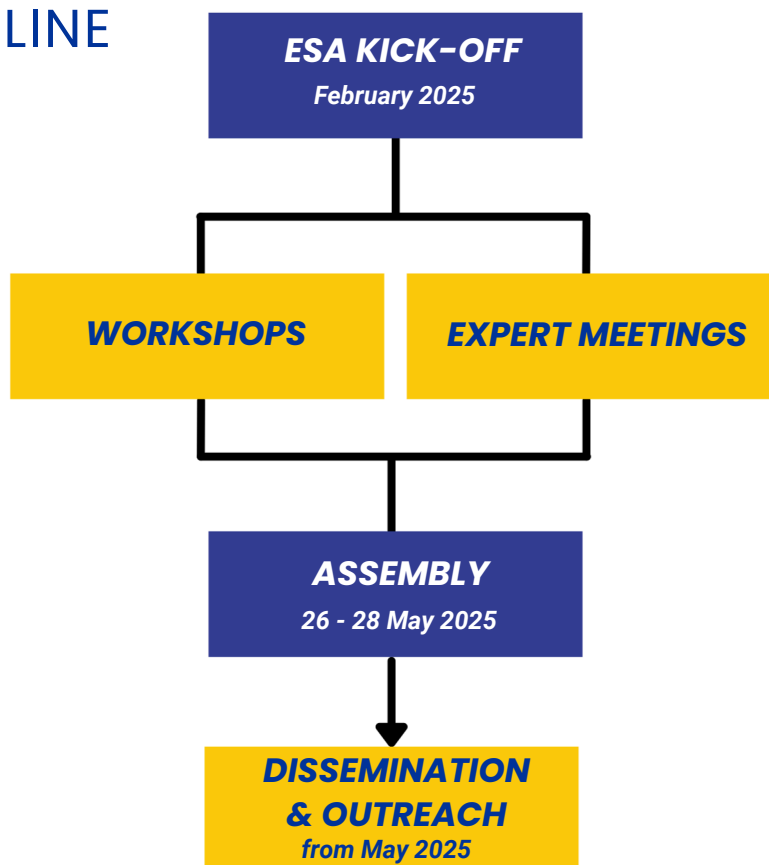 LINE
ESA KICK-OFF
February 2025
WORKSHOPS
EXPERT MEETINGS
ASSEMBLY
26 - 28 May 2025
DISSEMINATION
& OUTREACH
from May 2025